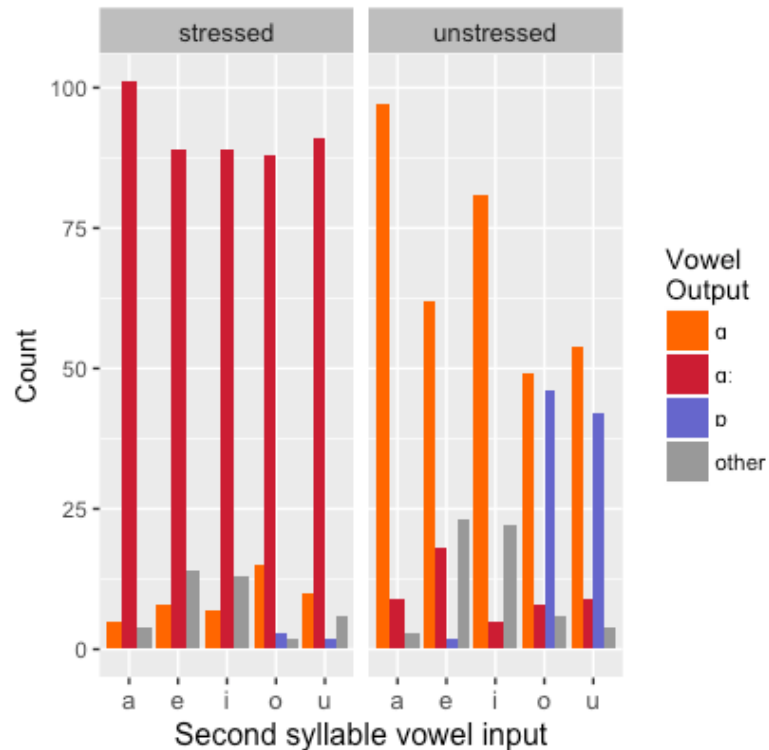 stressed unstressed
100
75
50
25
0
Count
a e i o u a e i o u
Second syllable vowel input
Vowel
Output
ɑ
ɑː
ɒ
other